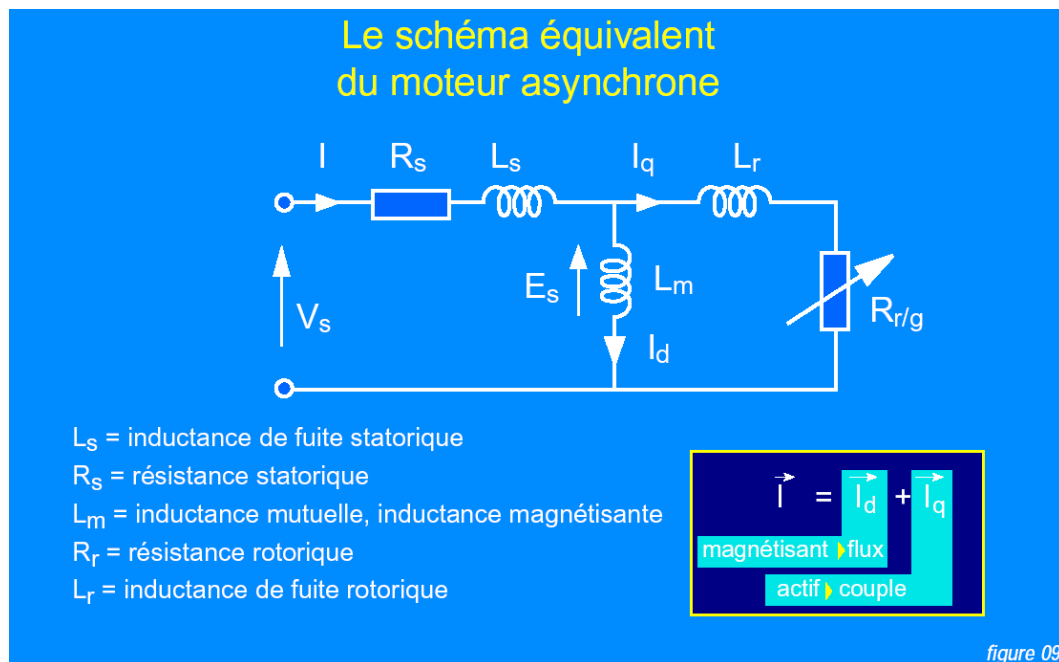 Le schéma équivalent
du moteur asynchrone
I Rs Ls Iq Lr
Vs Es Lm Rr/g
Id
Ls = inductance de fuite statorique
Rs = résistance statorique
Lm = inductance mutuelle, inductance magnétisante
Rr = résistance rotorique
Lr = inductance de fuite rotorique
I = Id + Iq
magnétisant flux
actif couple
figure 09